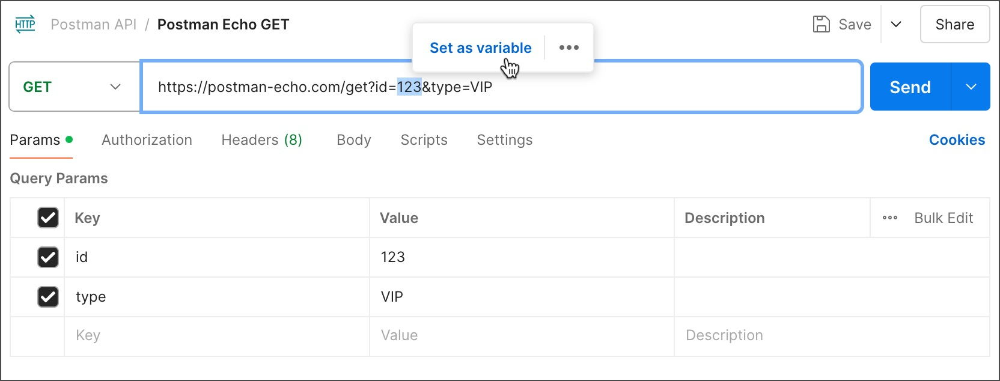 HTTP Postman API / Postman Echo GET Save Share
Set as variable
GET https://postman-echo.com/get?id=123&type=VIP Send
Params Authorization Headers (8) Body Scripts Settings Cookies
Query Params
Key Value Description Bulk Edit
id 123
type VIP
Key Value Description